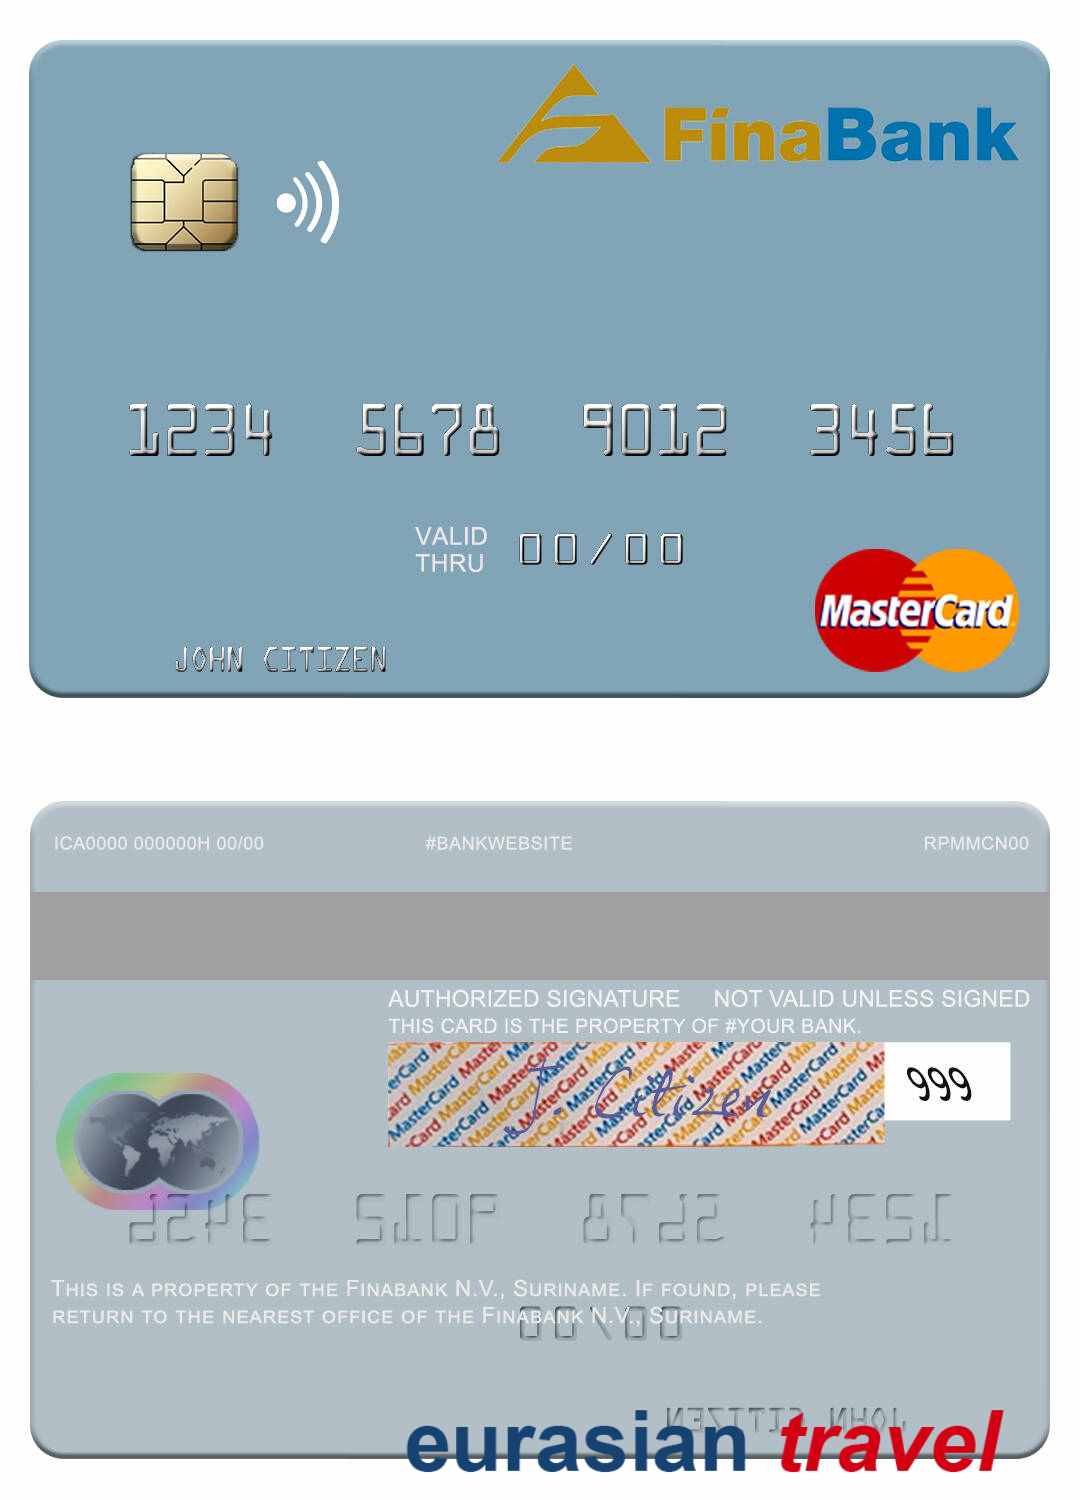 FinaBank
1234 5678 9012 3456
VALID
THRU 00/00
MasterCard
JOHN CITIZEN
ICA0000 000000H 00/00 #BANKWEBSITE RPMMCN00
AUTHORIZED SIGNATURE NOT VALID UNLESS SIGNED
THIS CARD IS THE PROPERTY OF #YOUR BANK.
J. Citizen 999
THIS IS A PROPERTY OF THE FINABANK N.V., SURINAME. IF FOUND, PLEASE
RETURN TO THE NEAREST OFFICE OF THE FINABANK N.V., SURINAME.
eurasian travel